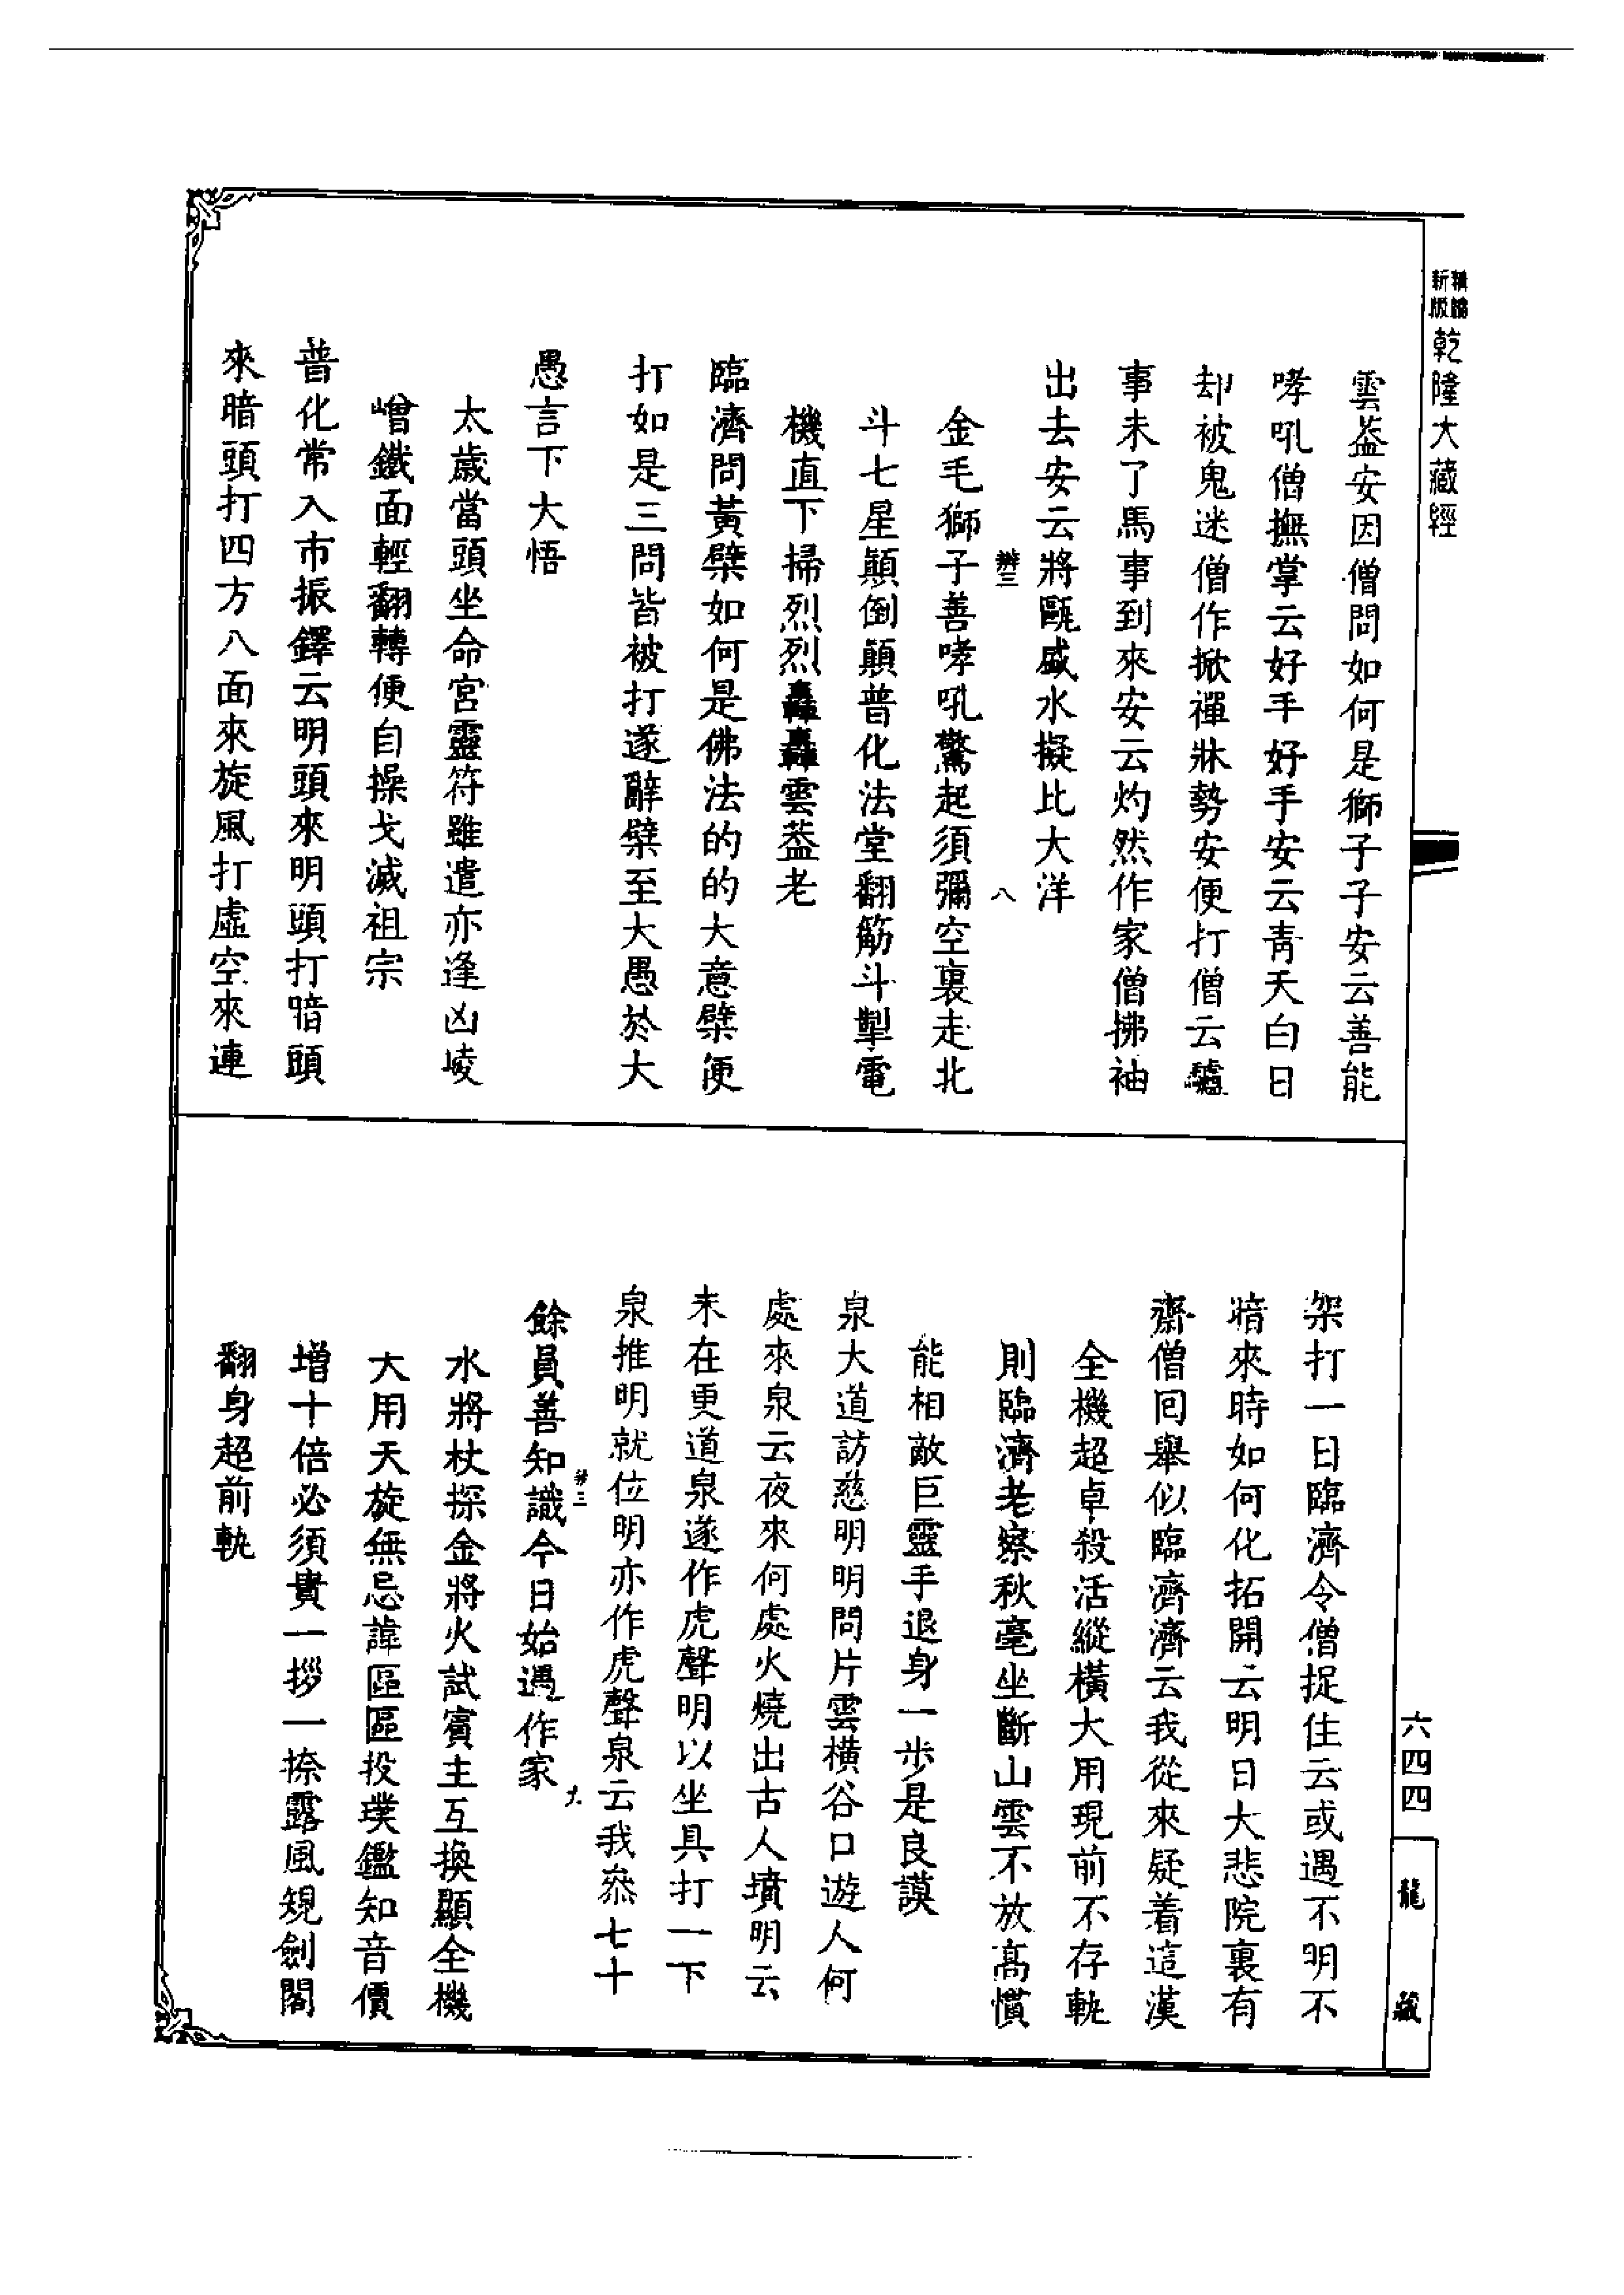 精編
新版
乾隆大藏經
雲葢安因僧問如何是獅子子安云善能
哮吼僧撫掌云好手好手安云青天白日
却被鬼迷僧作掀禪牀勢安便打僧云驢
事未了馬事到來安云灼然作家僧拂袖
出去安云將甌盛水擬比大洋
辨三 八
金毛獅子善哮吼驚起須彌空裏走北
斗七星顛倒顛普化法堂翻筋斗掣電
機直下掃烈烈轟轟雲葢老
臨濟問黃檗如何是佛法的的大意檗便
打如是三問皆被打遂辭檗至大愚於大
愚言下大悟
太歲當頭坐命宮靈符雖遣亦逢凶崚
嶒鐵面輕翻轉便自操戈滅祖宗
普化常入市振鐸云明頭來明頭打暗頭
來暗頭打四方八面來旋風打虛空來連
架打一日臨濟令僧捉住云或遇不明不
暗來時如何化拓開云明日大悲院裏有
齋僧回舉似臨濟濟云我從來疑着這漢
全機超卓殺活縱橫大用現前不存軌
則臨濟老察秋毫坐斷山雲不放高慣
能相敵巨靈手退身一步是良謨
泉大道訪慈明明問片雲橫谷口遊人何
處來泉云夜來何處火燒出古人墳明云
未在更道泉遂作虎聲明以坐具打一下
泉推明就位明亦作虎聲泉云我叅七十
辨三 九
餘員善知識今日始遇作家
水將杖探金將火試賓主互換顯全機
大用天旋無忌諱區區投璞鑑知音價
增十倍必須貴一拶一捺露風規劍閣
翻身超前軌
六四四
龍藏